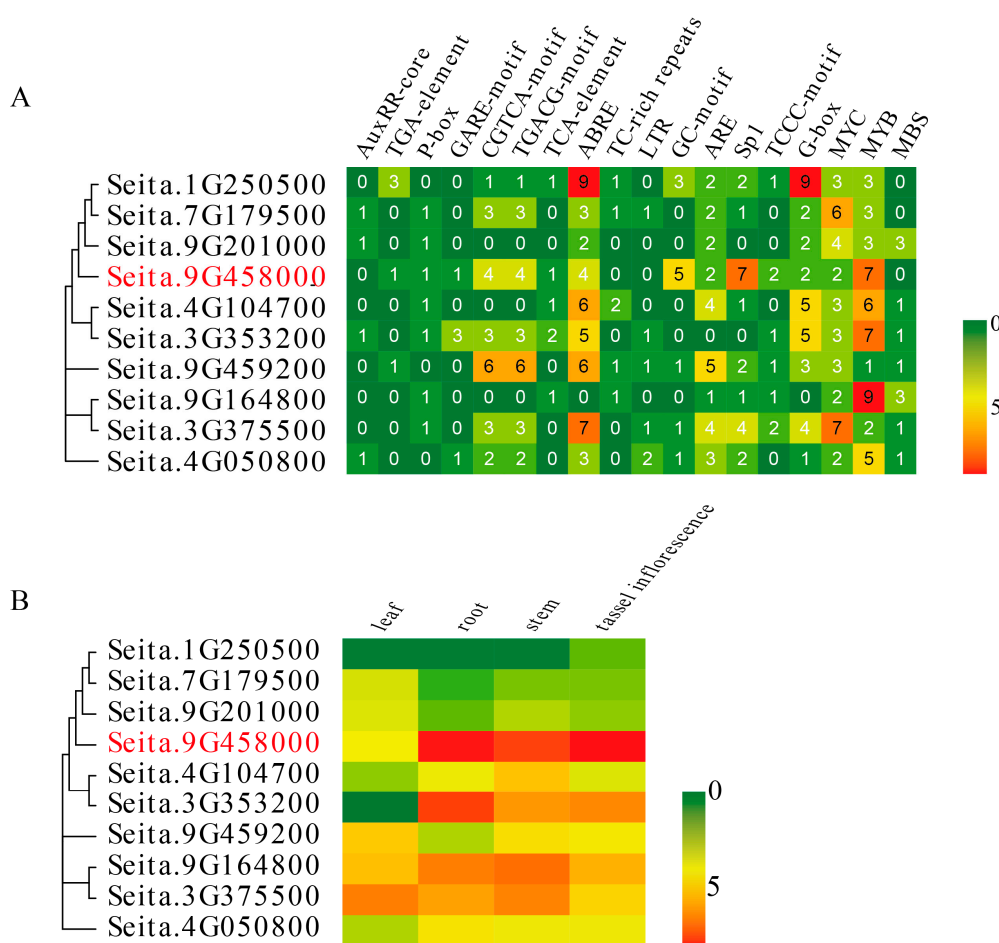 A
AuxRR-core TGA-element P-box GARE-motif CGTCA-motif TGACG-motif TCA-element ABRE TC-rich repeats LTR GC-motif ARE Sp1 TCCC-motif G-box MYC MYB MBS
Seita.1G250500 0 3 0 0 1 1 1 9 1 0 3 2 2 1 9 3 3 0
Seita.7G179500 1 0 1 0 3 3 0 3 1 1 0 2 1 0 2 6 3 0
Seita.9G201000 1 0 1 0 0 0 0 2 0 0 0 2 0 0 2 4 3 3
Seita.9G458000 0 1 1 1 4 4 1 4 0 0 5 2 7 2 2 2 7 0
Seita.4G104700 0 0 1 0 0 0 1 6 2 0 0 4 1 0 5 3 6 1
Seita.3G353200 1 0 1 3 3 3 2 5 0 1 0 0 0 1 5 3 7 1
Seita.9G459200 0 1 0 0 6 6 0 6 1 1 1 5 2 1 3 3 1 1
Seita.9G164800 0 0 1 0 0 0 1 0 1 0 0 1 1 1 0 2 9 3
Seita.3G375500 0 0 1 0 3 3 0 7 0 1 1 4 4 2 4 7 2 1
Seita.4G050800 1 0 0 1 2 2 0 3 0 2 1 3 2 0 1 2 5 1
0
5
B
leaf root stem tassel inflorescence
Seita.1G250500
Seita.7G179500
Seita.9G201000
Seita.9G458000
Seita.4G104700
Seita.3G353200
Seita.9G459200
Seita.9G164800
Seita.3G375500
Seita.4G050800
0
5